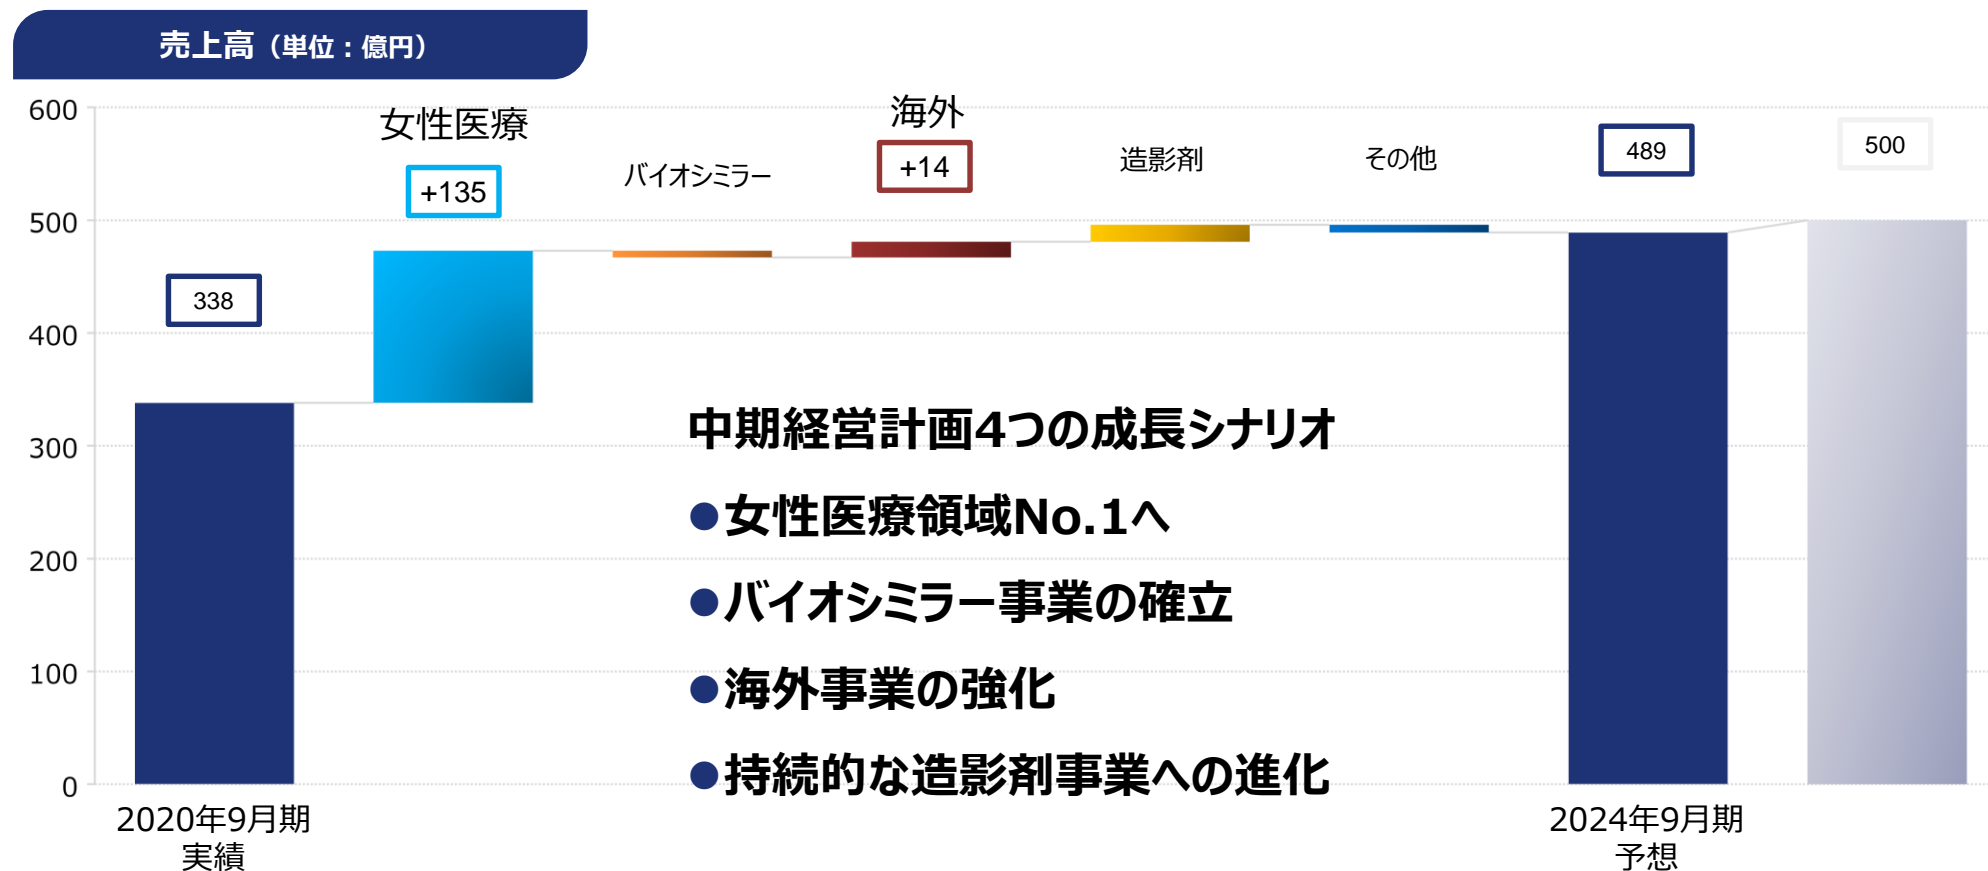 売上高（単位：億円）
600
500
400
300
200
100
0
女性医療
+135
バイオシミラー
海外
+14
造影剤
その他
338
489
500
中期経営計画4つの成長シナリオ
●女性医療領域No.1へ
●バイオシミラー事業の確立
●海外事業の強化
●持続的な造影剤事業への進化
2020年9月期
実績
2024年9月期
予想